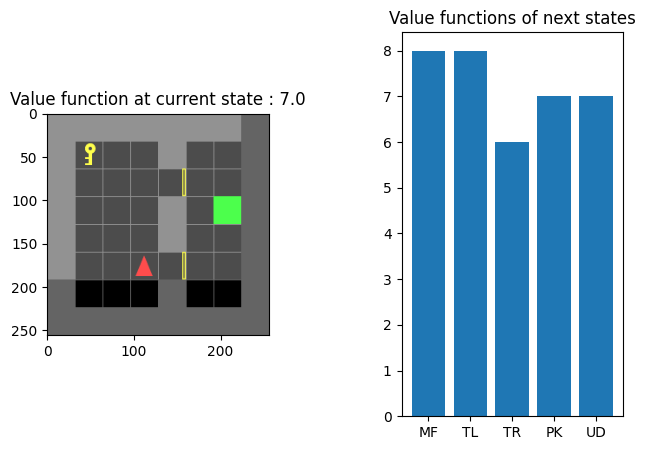 Value function at current state : 7.0
0
50
100
150
200
250
0
100
200
Value functions of next states
8
7
6
5
4
3
2
1
0
MF
TL
TR
PK
UD